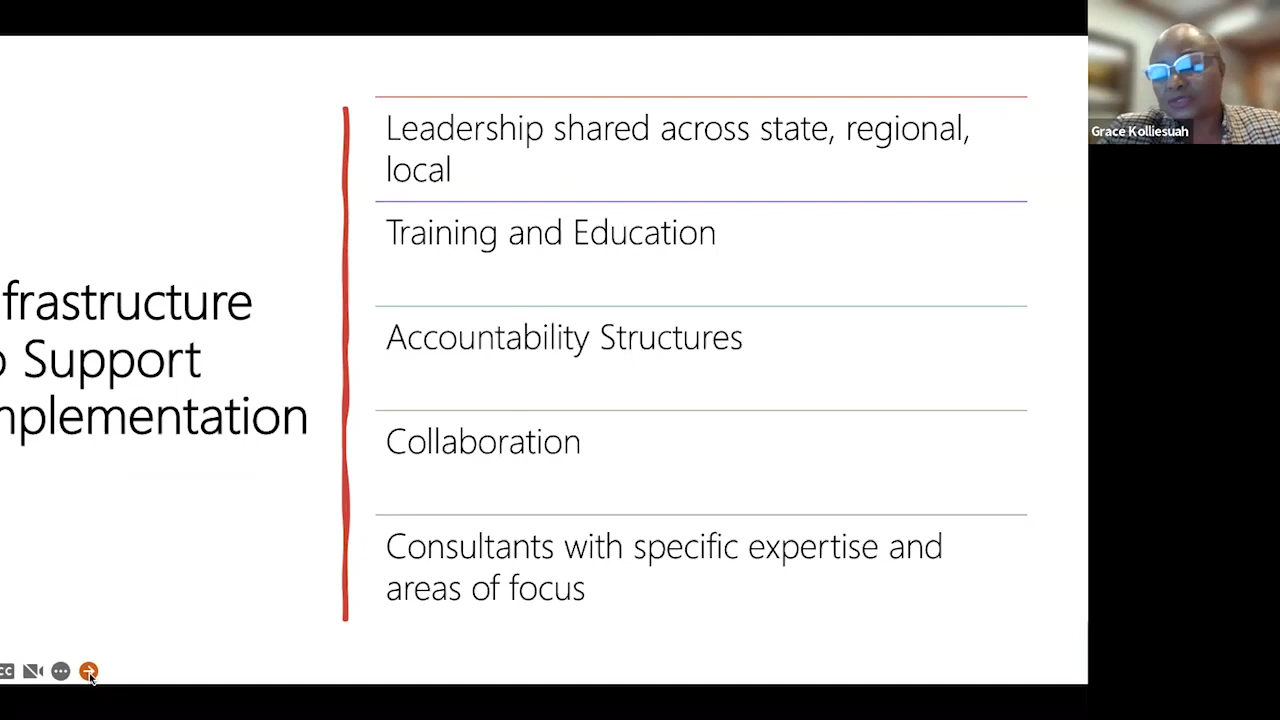 frastructure
Support
nplementation
Leadership shared across state, regional,
local
Training and Education
Accountability Structures
Collaboration
Consultants with specific expertise and
areas of focus
Grace Kolliesuah
CC